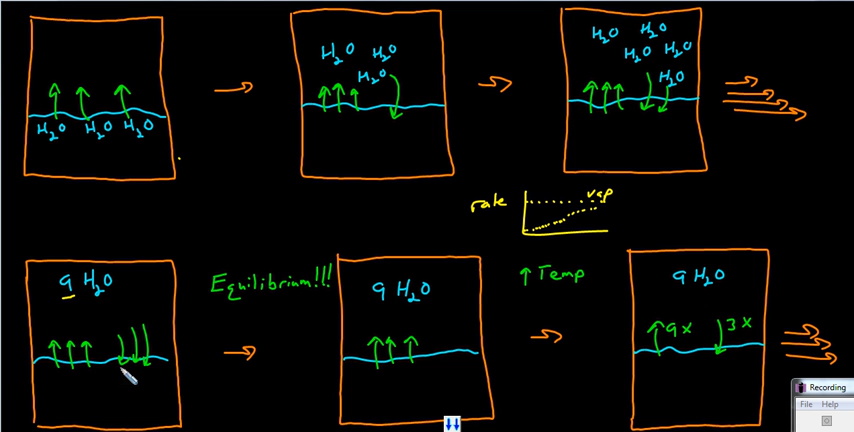 H₂O H₂O H₂O
H₂O H₂O
H₂O
H₂O H₂O
H₂O H₂O
H₂O
rate
vap
9 H₂O
Equilibrium!!!
9 H₂O
↑ Temp
9 H₂O
9x 3x
Recording
File Help